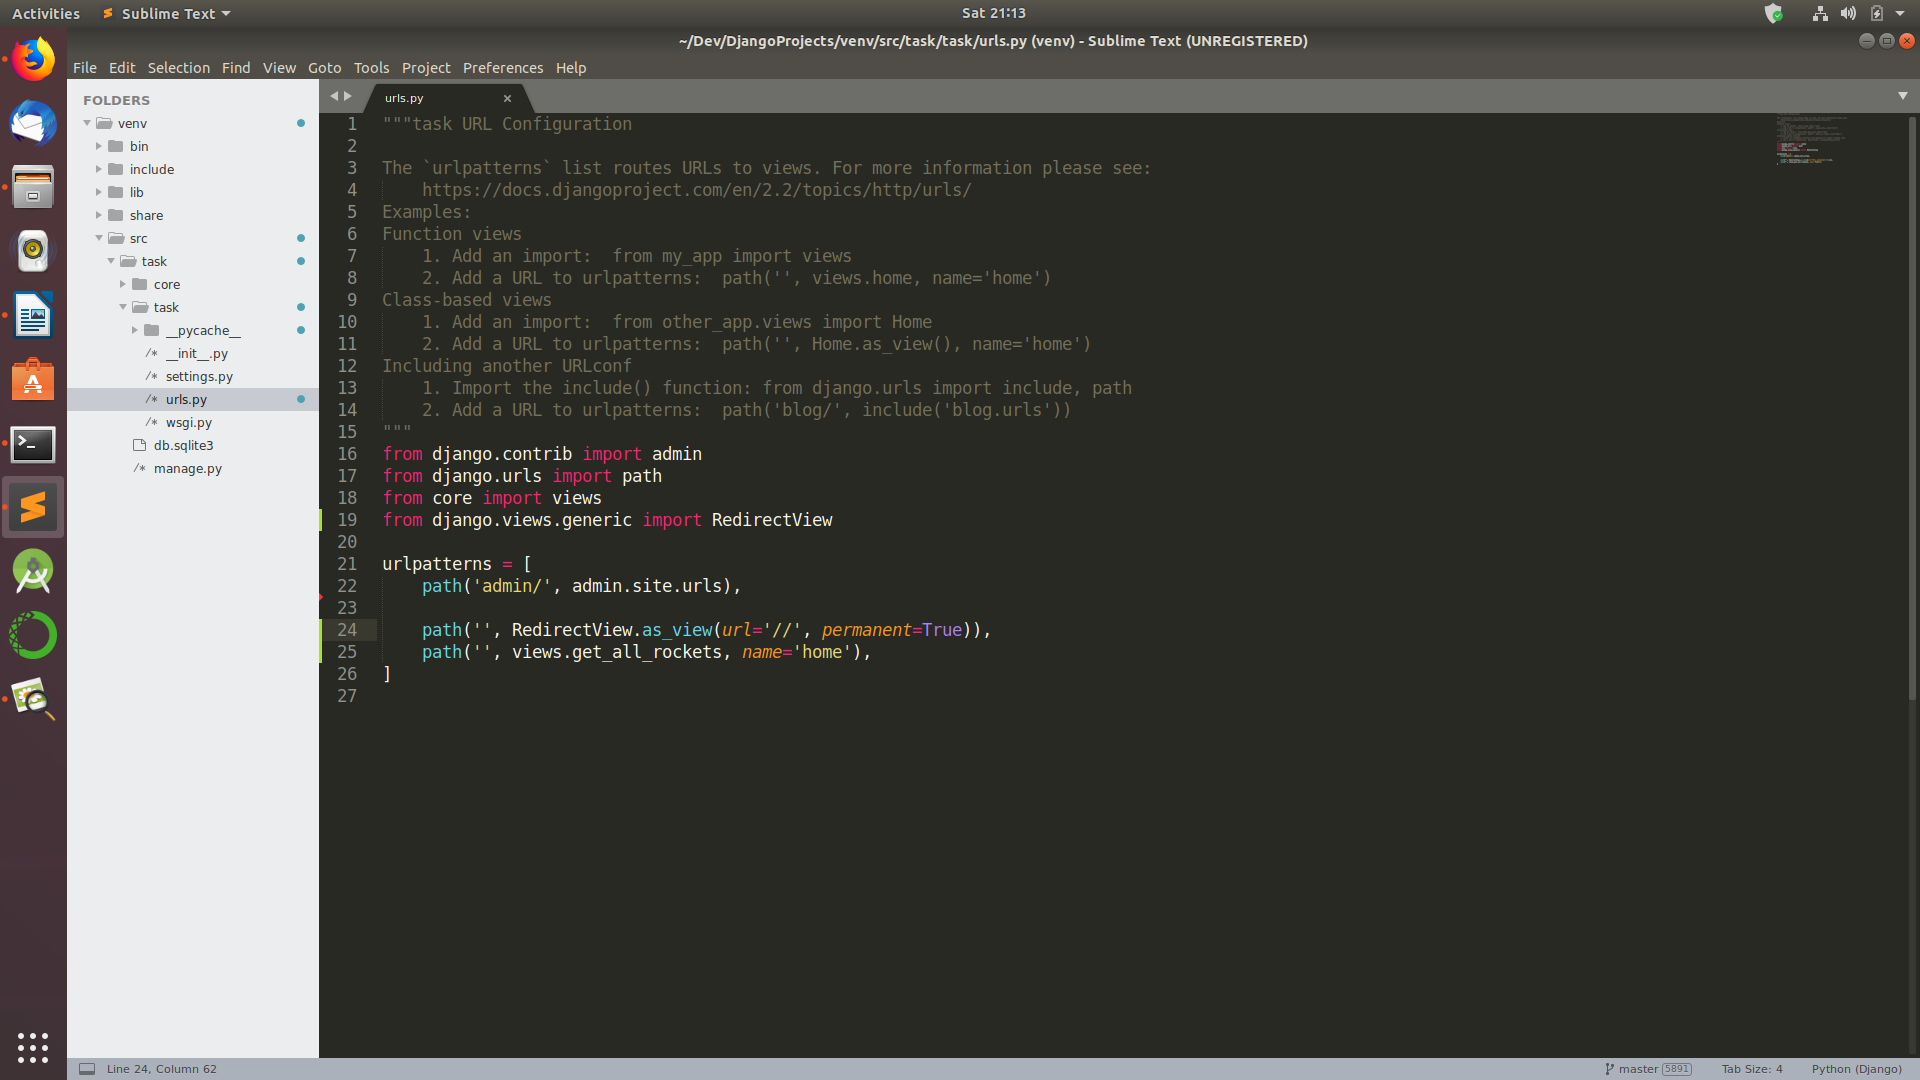 Activities
Sublime Text
Sat 21:13
~/Dev/DjangoProjects/venv/src/task/task/urls.py (venv) - Sublime Text (UNREGISTERED)
File Edit Selection Find View Goto Tools Project Preferences Help
FOLDERS
venv
bin
include
lib
share
src
task
core
task
__pycache__
/* __init__.py
/* settings.py
/* urls.py
/* wsgi.py
db.sqlite3
/* manage.py
urls.py
1 """task URL Configuration
2
3 The `urlpatterns` list routes URLs to views. For more information please see:
4     https://docs.djangoproject.com/en/2.2/topics/http/urls/
5 Examples:
6 Function views
7     1. Add an import:  from my_app import views
8     2. Add a URL to urlpatterns:  path('', views.home, name='home')
9 Class-based views
10     1. Add an import:  from other_app.views import Home
11     2. Add a URL to urlpatterns:  path('', Home.as_view(), name='home')
12 Including another URLconf
13     1. Import the include() function: from django.urls import include, path
14     2. Add a URL to urlpatterns:  path('blog/', include('blog.urls'))
15 """
16 from django.contrib import admin
17 from django.urls import path
18 from core import views
19 from django.views.generic import RedirectView
20
21 urlpatterns = [
22     path('admin/', admin.site.urls),
23
24     path('', RedirectView.as_view(url='//', permanent=True)),
25     path('', views.get_all_rockets, name='home'),
26 ]
27
Line 24, Column 62
master 5891
Tab Size: 4
Python (Django)